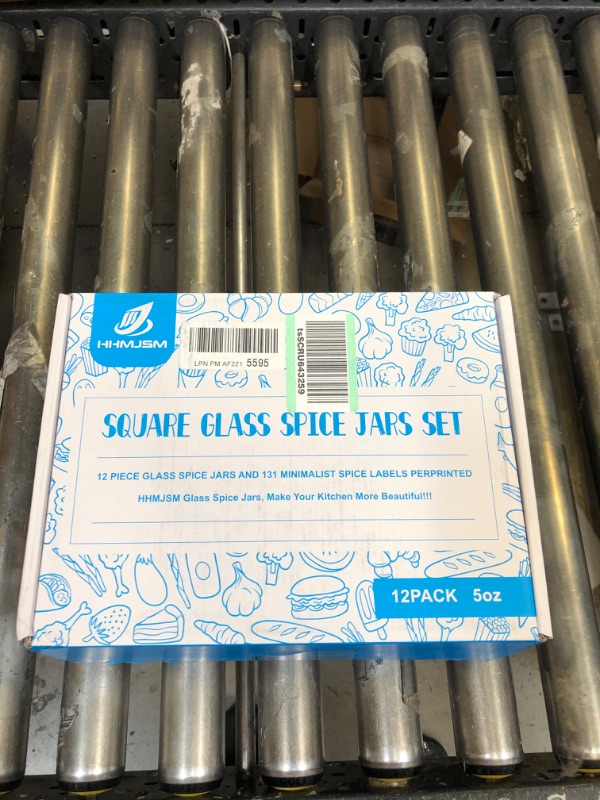 HHMJSM
LPN PM AF221 5595
tsSCRU643259
SQUARE GLASS SPICE JARS SET
12 PIECE GLASS SPICE JARS AND 131 MINIMALIST SPICE LABELS PERPRINTED
HHMJSM Glass Spice Jars, Make Your Kitchen More Beautiful!!!
12PACK 5oz